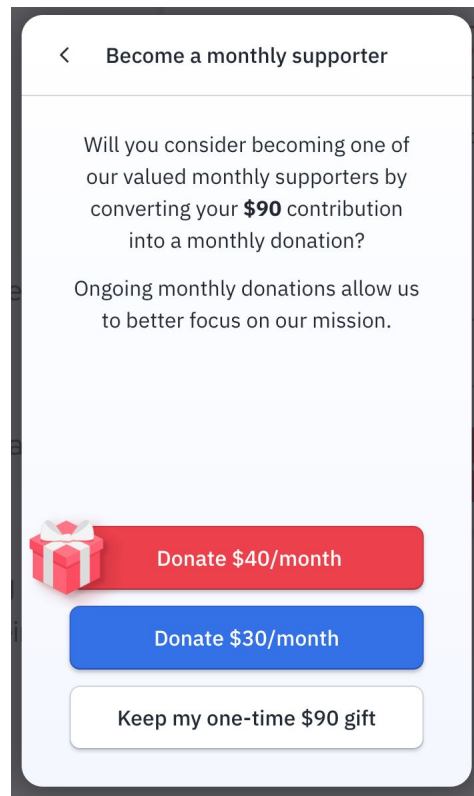 Become a monthly supporter
Will you consider becoming one of
our valued monthly supporters by
converting your $90 contribution
into a monthly donation?
Ongoing monthly donations allow us
to better focus on our mission.
Donate $40/month
Donate $30/month
Keep my one-time $90 gift